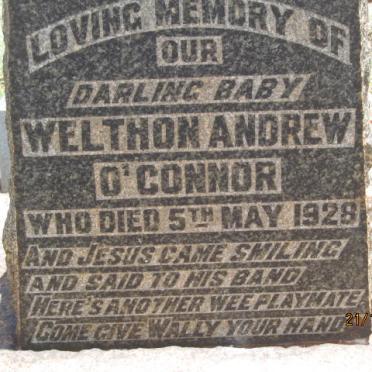 LOVING MEMORY OF
OUR
DARLING BABY
WELTHON ANDREW
O'CONNOR
WHO DIED 5TH MAY 1928
AND JESUS CAME SMILING
AND SAID TO HIS BAND
HERE'S ANOTHER WEE PLAYMATE
COME GIVE WALLY YOUR HAND
21/